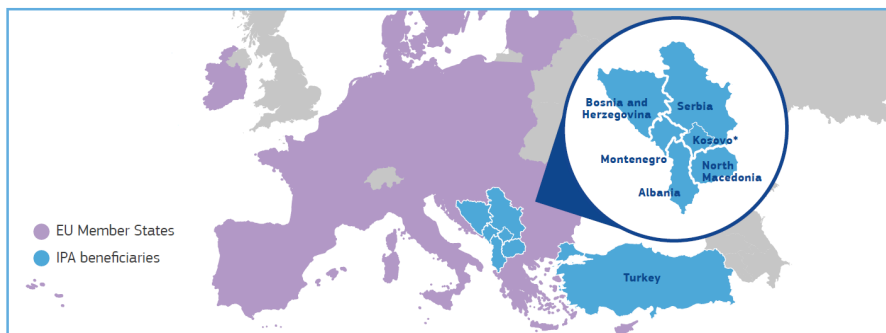 Bosnia and
Herzegovina
Serbia
Kosovo*
Montenegro
North
Macedonia
Albania
EU Member States
IPA beneficiaries
Turkey